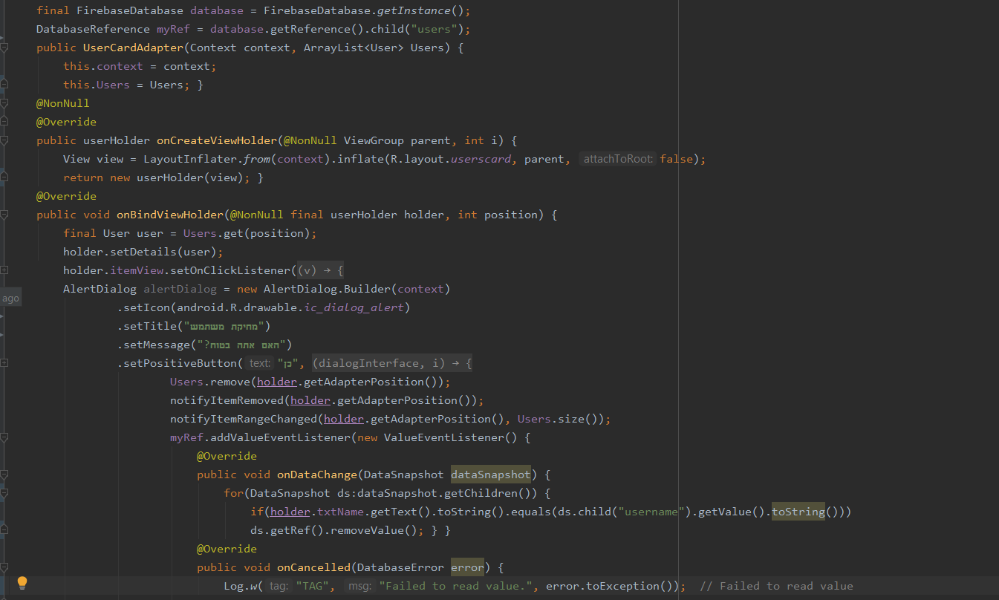 final FirebaseDatabase database = FirebaseDatabase.getInstance();
DatabaseReference myRef = database.getReference().child("users");
public UserCardAdapter(Context context, ArrayList<User> Users) {
this.context = context;
this.Users = Users; }
@NonNull
@Override
public userHolder onCreateViewHolder(@NonNull ViewGroup parent, int i) {
View view = LayoutInflater.from(context).inflate(R.layout.userscard, parent, attachToRoot: false);
return new userHolder(view); }
@Override
public void onBindViewHolder(@NonNull final userHolder holder, int position) {
final User user = Users.get(position);
holder.setDetails(user);
holder.itemView.setOnClickListener((v) → {
AlertDialog alertDialog = new AlertDialog.Builder(context)
ago
.setIcon(android.R.drawable.ic_dialog_alert)
.setTitle("מחיקת משתמש")
.setMessage("האם אתה בטוח?")
.setPositiveButton( text: "כן", (dialogInterface, i) → {
Users.remove(holder.getAdapterPosition());
notifyItemRemoved(holder.getAdapterPosition());
notifyItemRangeChanged(holder.getAdapterPosition(), Users.size());
myRef.addValueEventListener(new ValueEventListener() {
@Override
public void onDataChange(DataSnapshot dataSnapshot) {
for(DataSnapshot ds:dataSnapshot.getChildren()) {
if(holder.txtName.getText().toString().equals(ds.child("username").getValue().toString()))
ds.getRef().removeValue(); } }
@Override
public void onCancelled(DatabaseError error) {
Log.w( tag: "TAG", msg: "Failed to read value.", error.toException()); // Failed to read value